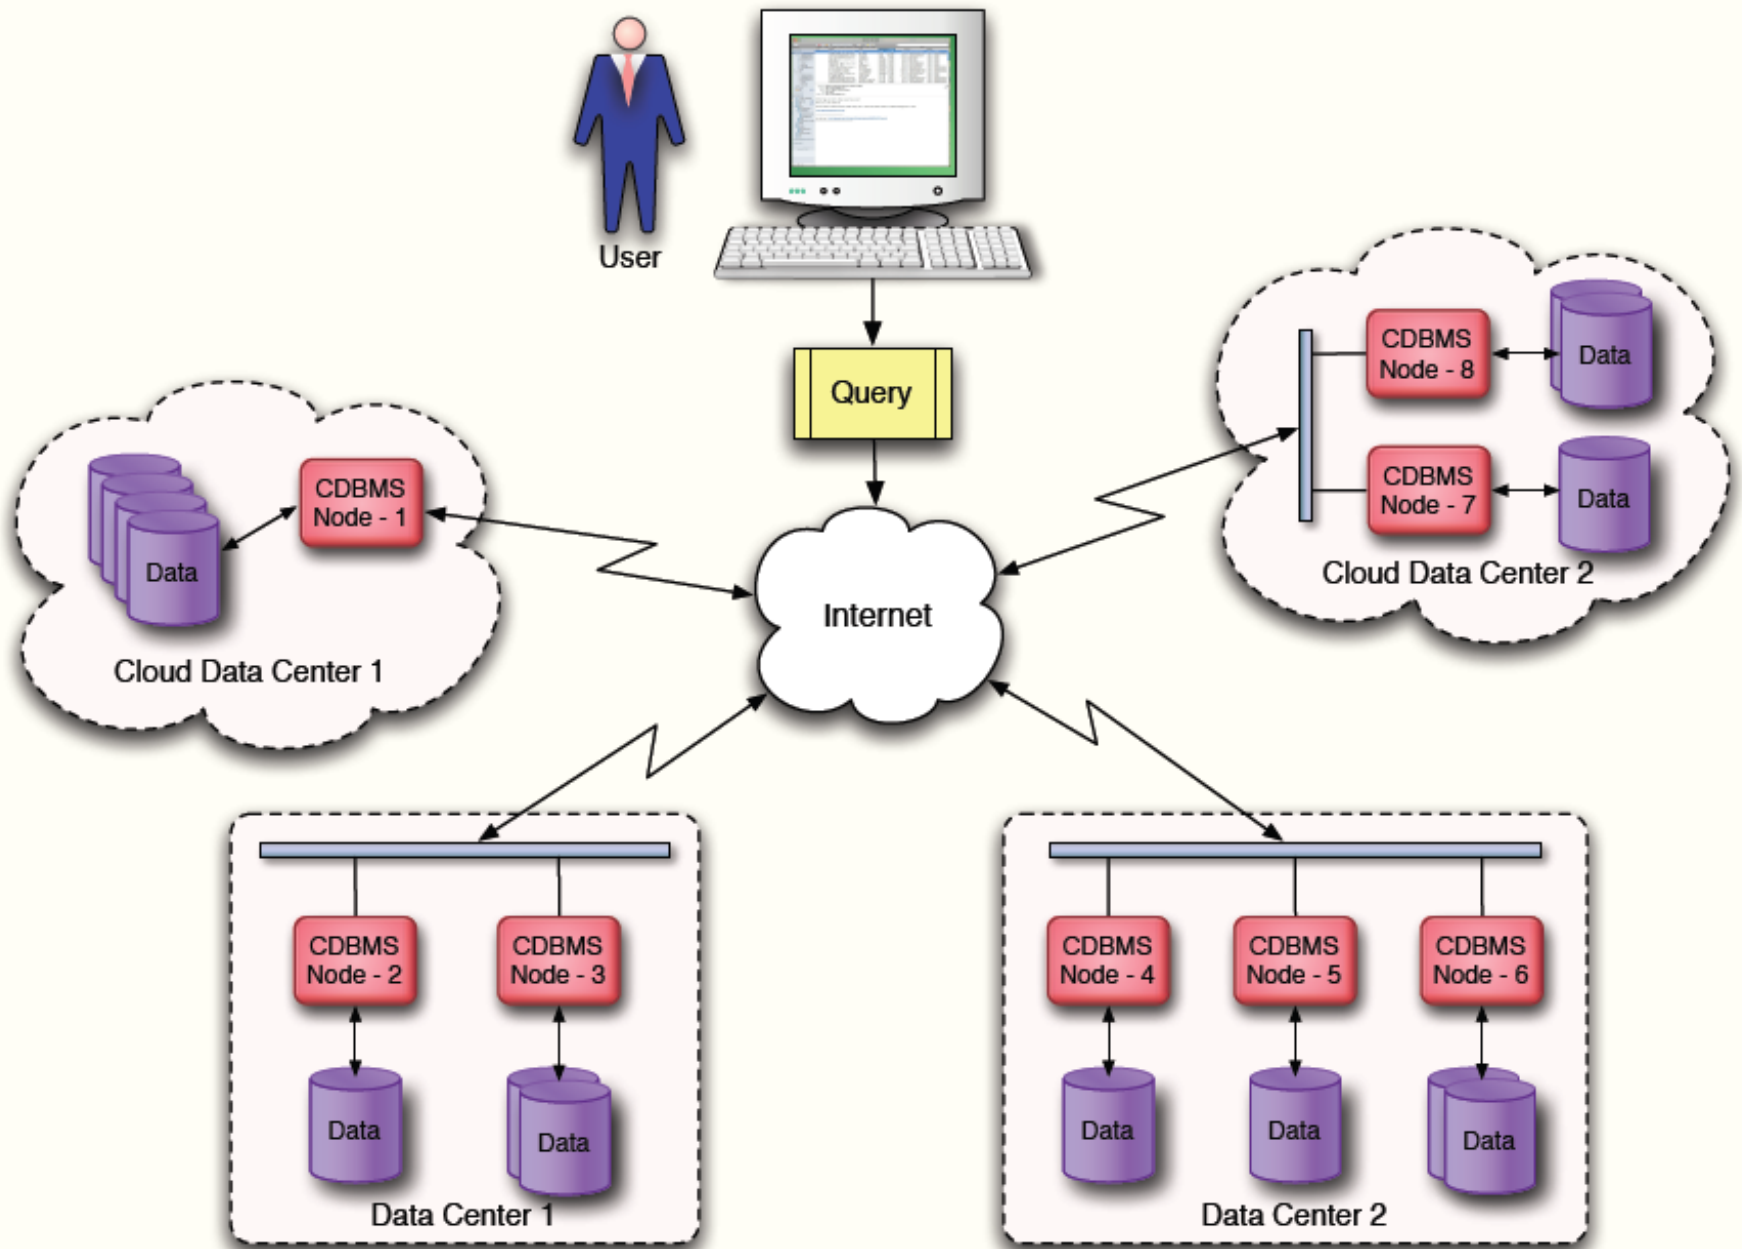 User
Query
Internet
CDBMS
Node - 1
Data
Cloud Data Center 1
CDBMS
Node - 8
Data
CDBMS
Node - 7
Data
Cloud Data Center 2
CDBMS
Node - 2
CDBMS
Node - 3
Data
Data
Data Center 1
CDBMS
Node - 4
CDBMS
Node - 5
CDBMS
Node - 6
Data
Data
Data
Data Center 2